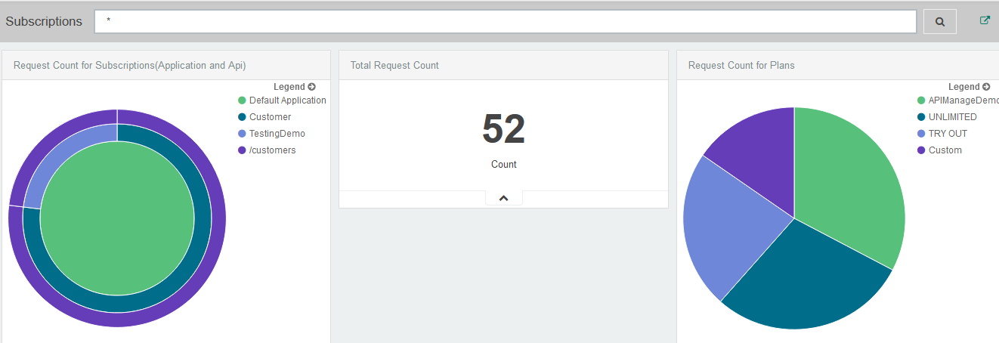 Subscriptions
*
Request Count for Subscriptions(Application and Api)
Legend
Default Application
Customer
TestingDemo
/customers
Total Request Count
52
Count
Request Count for Plans
Legend
APIManageDemo
UNLIMITED
TRY OUT
Custom